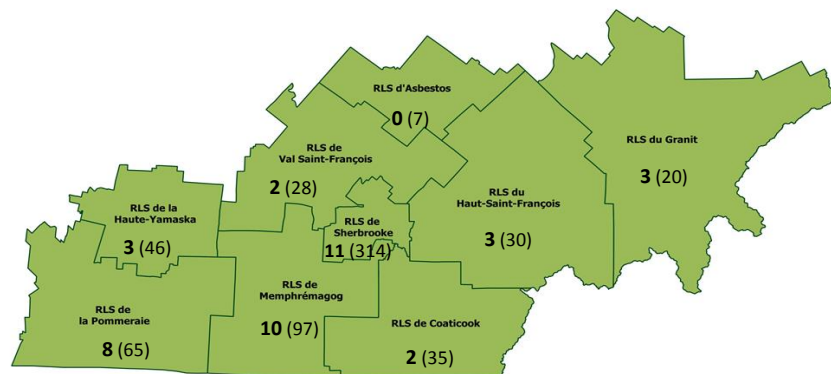 RLS d'Asbestos
0 (7)
RLS du Granit
3 (20)
RLS de
Val Saint-François
2 (28)
RLS du
Haut-Saint-François
3 (30)
RLS de la
Haute-Yamaska
3 (46)
RLS de
Sherbrooke
11 (314)
RLS de
Memphrémagog
10 (97)
RLS de
la Pommeraie
8 (65)
RLS de Coaticook
2 (35)